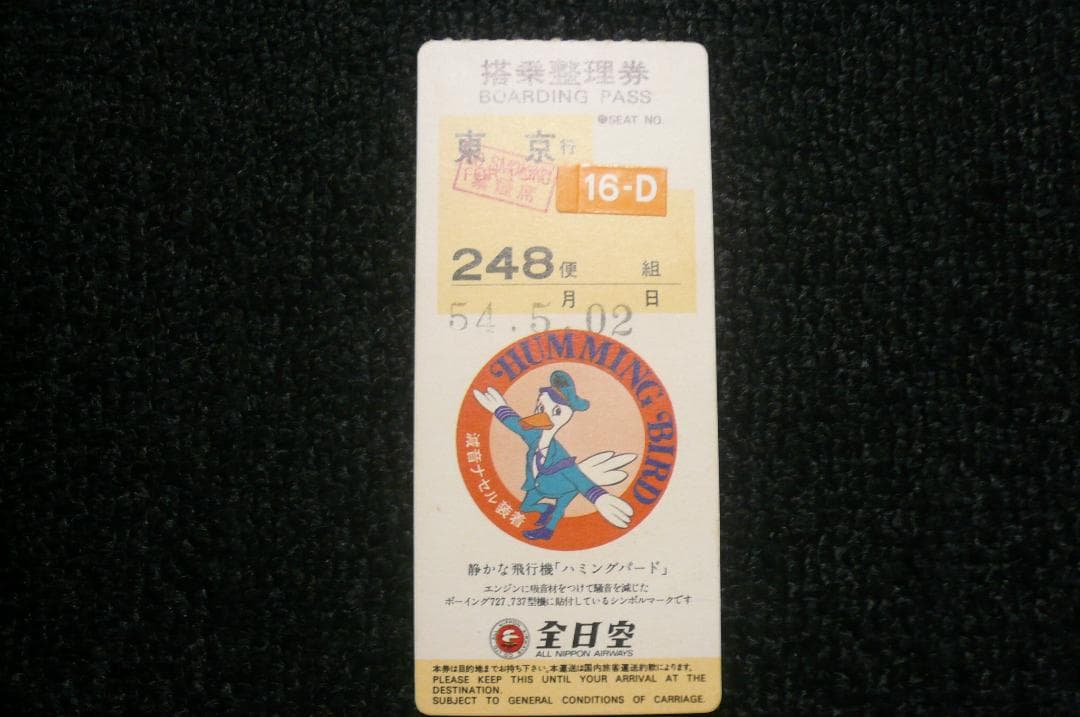 搭乗整理券
BOARDING PASS
●SEAT NO.
東京行
禁煙席
16-D
248便 組
月 日
54.5.02
HUMMING BIRD
減音ナセル装着
静かな飛行機「ハミングバード」
エンジンに吸音材をつけて騒音を減じた
ボーイング727、737型機に貼付しているシンボルマークです
全日空
ALL NIPPON AIRWAYS
本券は目的地までお持ち下さい。本運送は国内旅客運送約款によります。
PLEASE KEEP THIS UNTIL YOUR ARRIVAL AT THE
DESTINATION.
SUBJECT TO GENERAL CONDITIONS OF CARRIAGE.